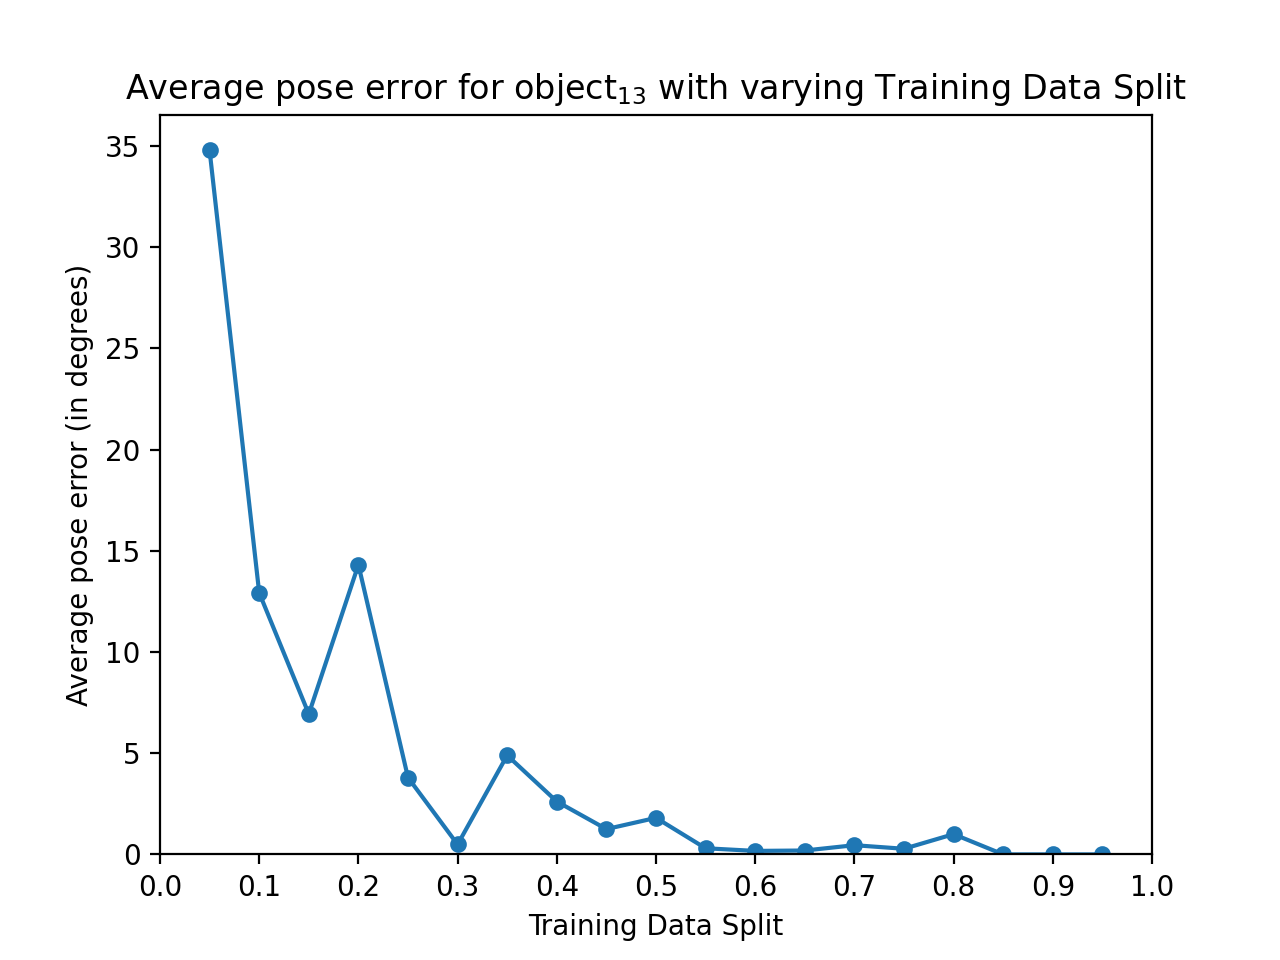 Average pose error for object₁₃ with varying Training Data Split
35
30
25
20
15
10
5
0
Average pose error (in degrees)
0.0 0.1 0.2 0.3 0.4 0.5 0.6 0.7 0.8 0.9 1.0
Training Data Split